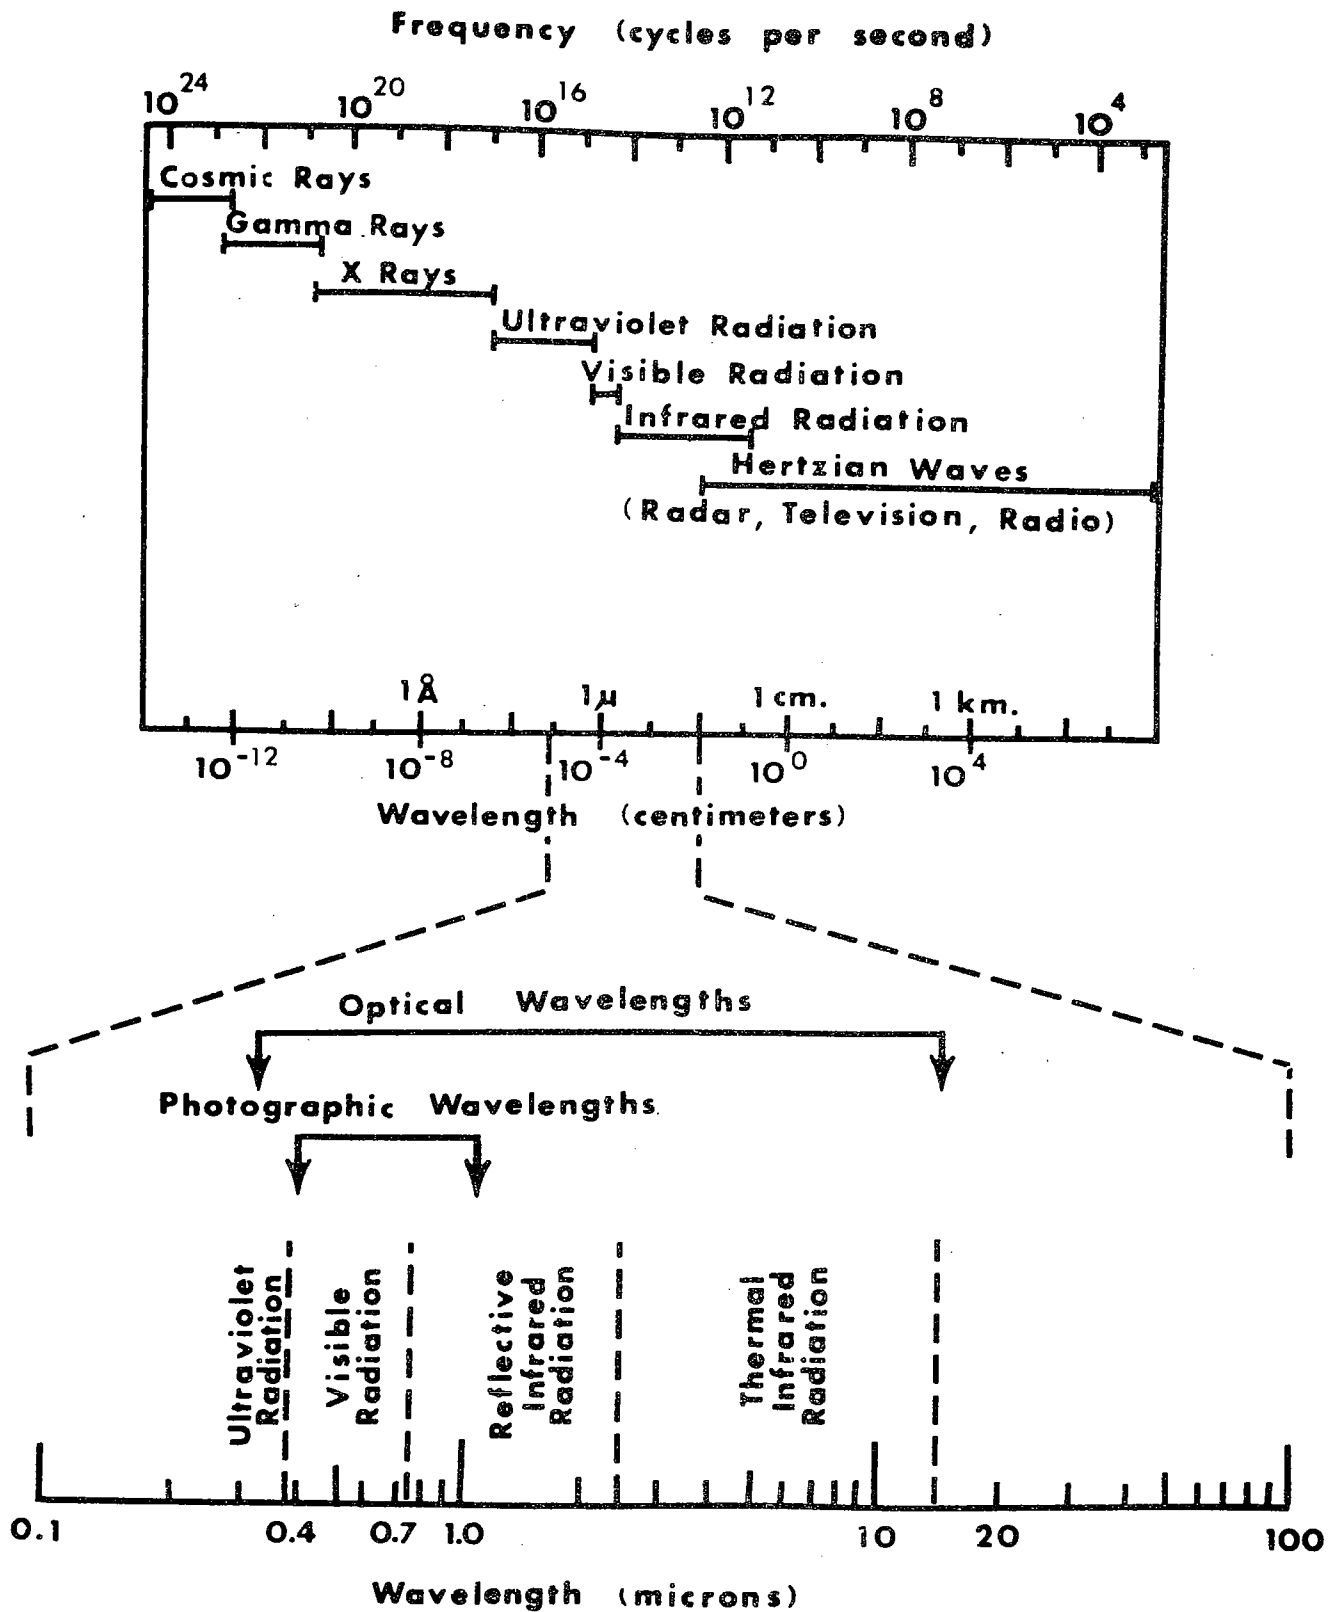 Frequency (cycles per second)
10^24 10^20 10^16 10^12 10^8 10^4
Cosmic Rays
Gamma Rays
X Rays
Ultraviolet Radiation
Visible Radiation
Infrared Radiation
Hertzian Waves
(Radar, Television, Radio)
1Å 1μ 1 cm. 1 km.
10^-12 10^-8 10^-4 10^0 10^4
Wavelength (centimeters)
Optical Wavelengths
Photographic Wavelengths
Ultraviolet
Radiation
Visible
Radiation
Reflective
Infrared
Radiation
Thermal
Infrared
Radiation
0.1 0.4 0.7 1.0 10 20 100
Wavelength (microns)